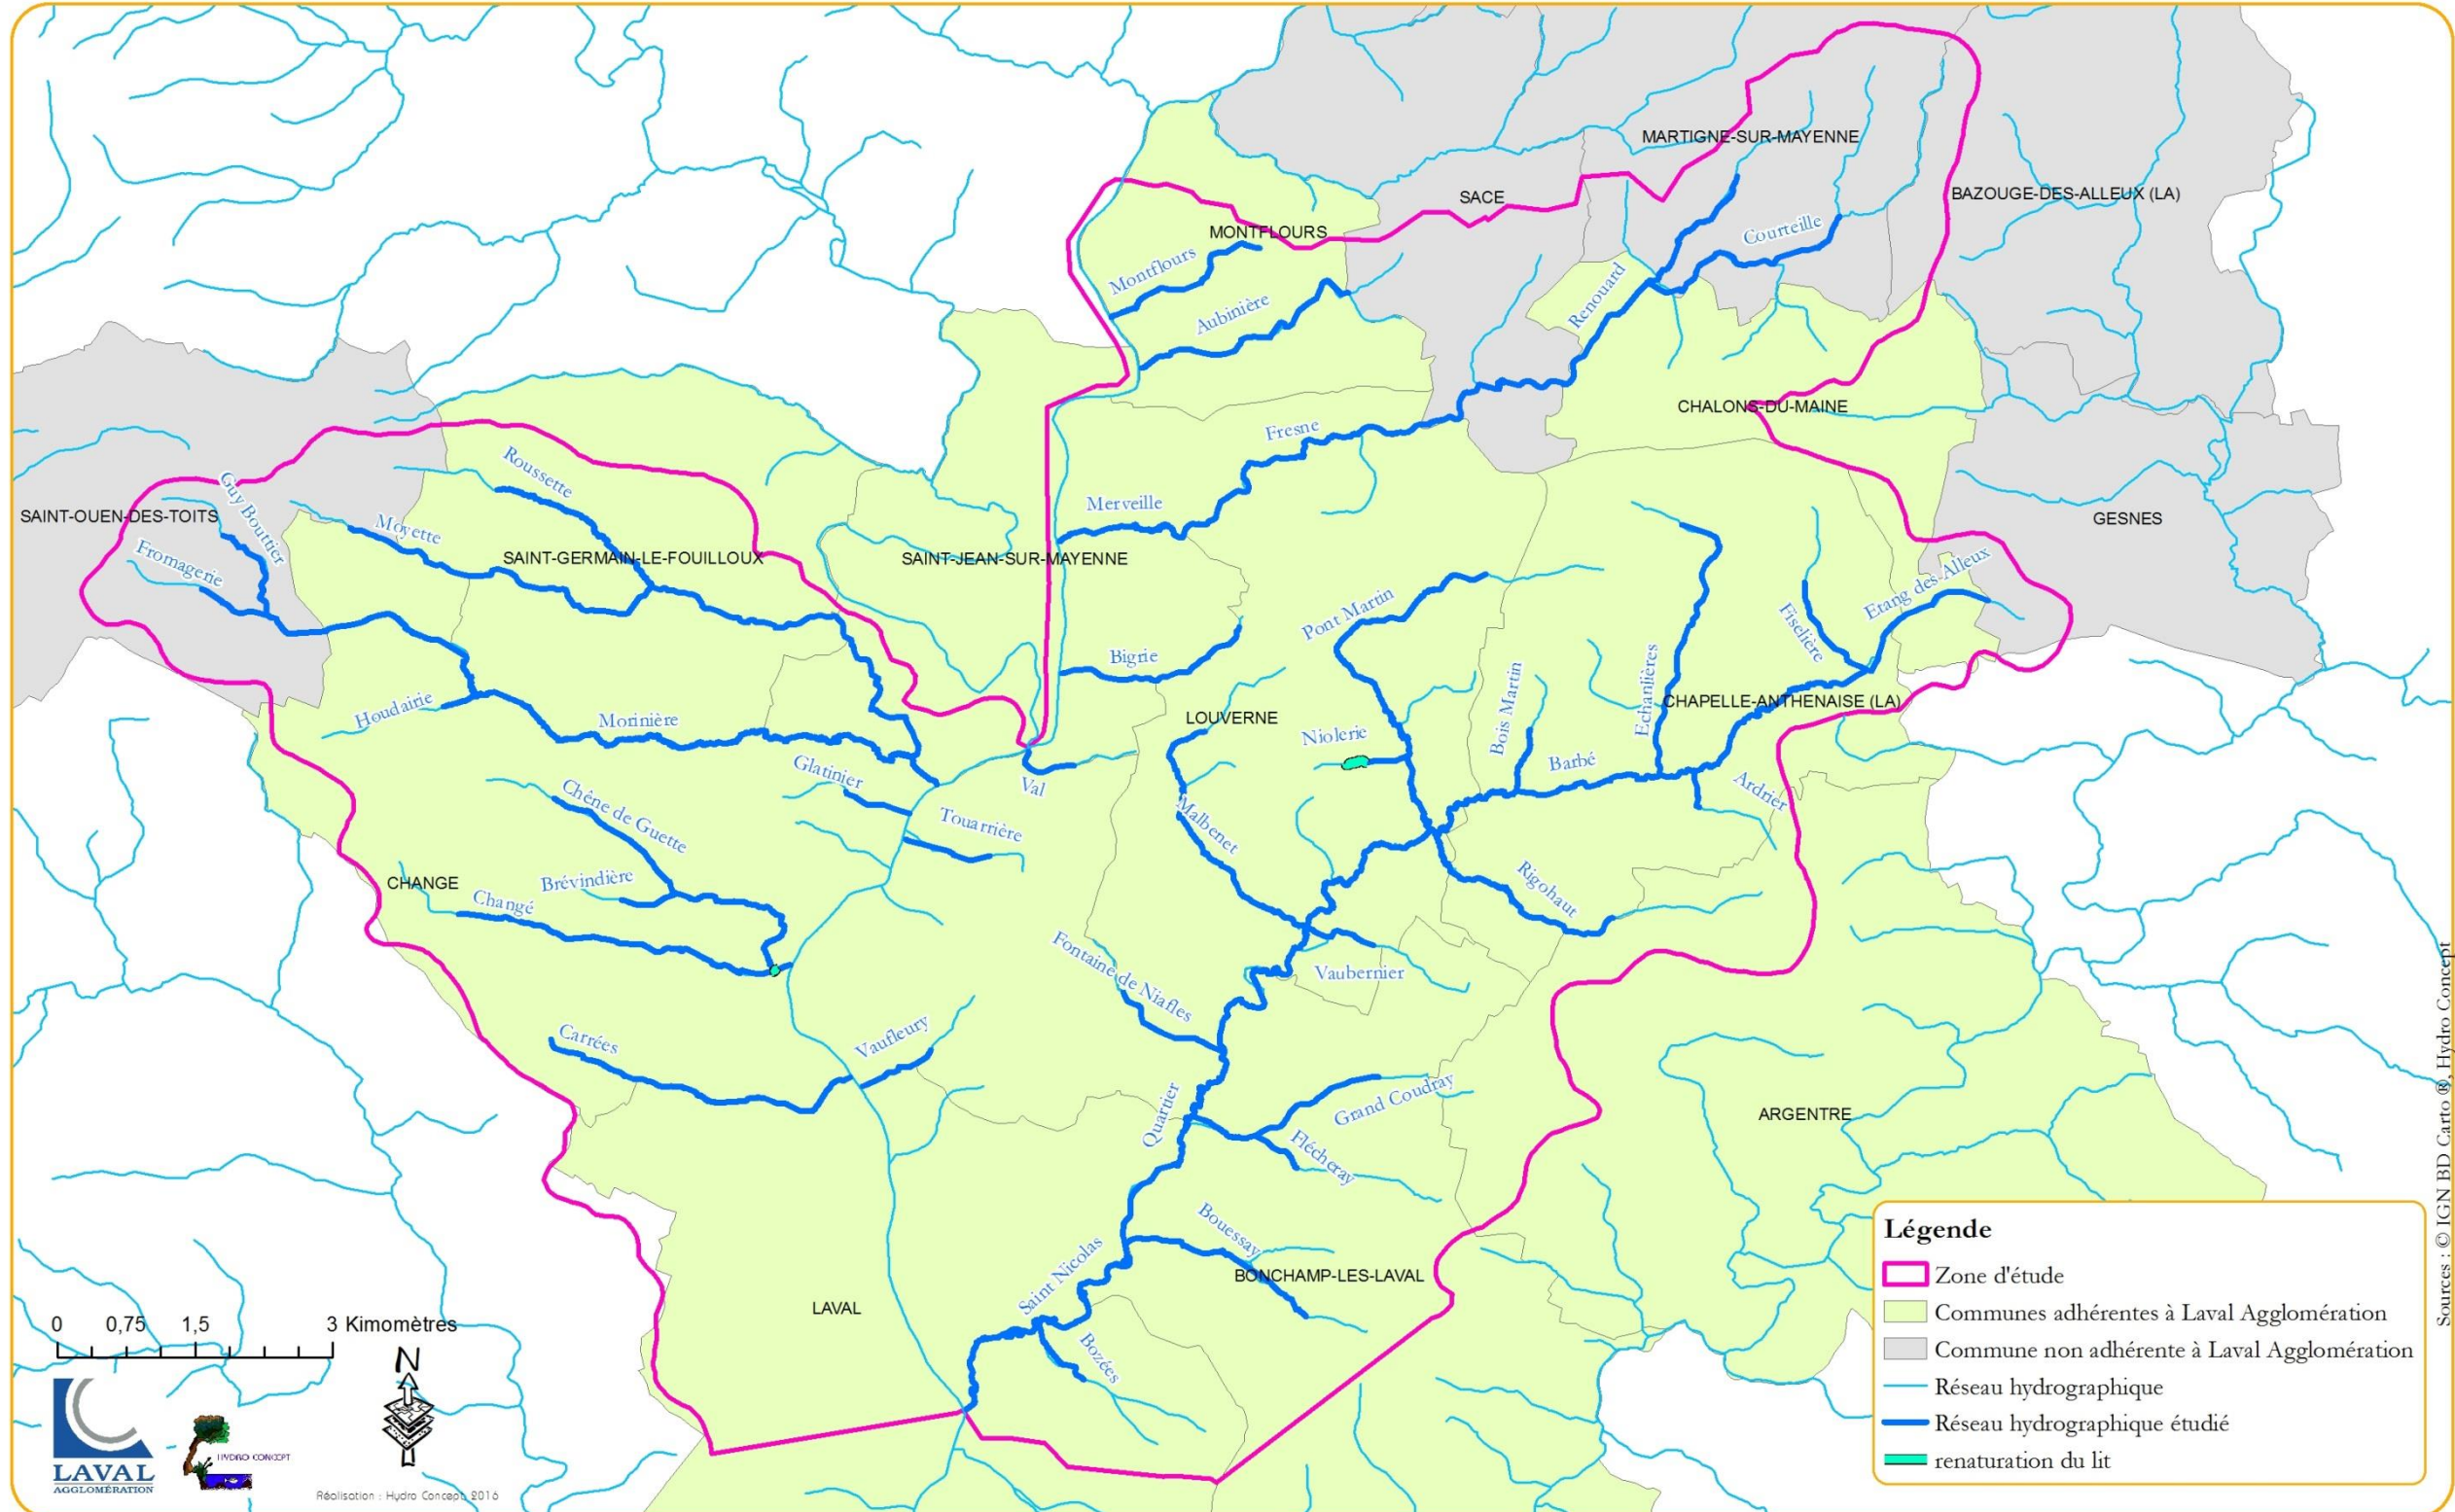 MARTIGNE-SUR-MAYENNE
SACE
BAZOUGE-DES-ALLEUX (LA)
MONTFLOURS
Montflours
Courteille
Aubinière
Renouard
CHALONS-DU-MAINE
Fresne
Roussette
Guy Bouttier
Merveille
SAINT-OUEN-DES-TOITS
Moyette
GESNES
Fromagerie
SAINT-GERMAIN-LE-FOUILLOUX
SAINT-JEAN-SUR-MAYENNE
Etang des Alleux
Pont Martin
Fiselière
Bigrie
Echanlières
Houdairie
Morinière
LOUVERNE
Bois Martin
CHAPELLE-ANTHENAISE (LA)
Niolerie
Barbé
Glatinier
Val
Ardrier
Chêne de Guette
Touarrière
Malbenet
CHANGE
Brévindière
Changé
Rigohaut
Fontaine de Niafles
Vaubernier
Carrées
Vaufleury
Quartier
Grand Coudray
Flécheray
ARGENTRE
Bouessay
Saint Nicolas
BONCHAMP-LES-LAVAL
LAVAL
Bozées
0 0,75 1,5 3 Kimomètres
N
LAVAL
AGGLOMÉRATION
HYDRO CONCEPT
Réalisation : Hydro Concept 2016
Légende
Zone d'étude
Communes adhérentes à Laval Agglomération
Commune non adhérente à Laval Agglomération
Réseau hydrographique
Réseau hydrographique étudié
renaturation du lit
Sources : © IGN BD Carto ®, Hydro Concept